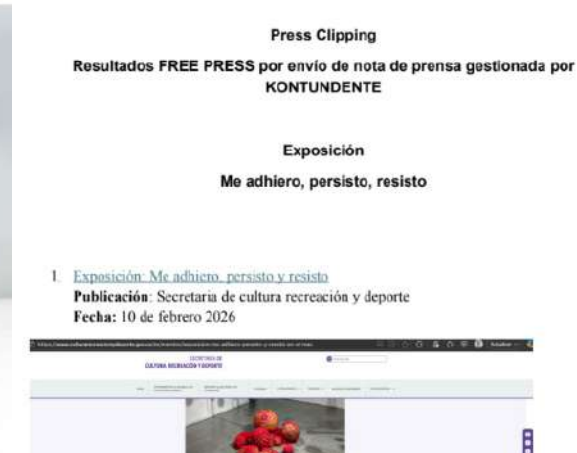 Press Clipping
Resultados FREE PRESS por envío de nota de prensa gestionada por
KONTUNDENTE
Exposición
Me adhiero, persisto, resisto
1. Exposición: Me adhiero, persisto y resisto
Publicación: Secretaria de cultura recreación y deporte
Fecha: 10 de febrero 2026
SECRETARÍA DE
CULTURA RECREACIÓN Y DEPORTE